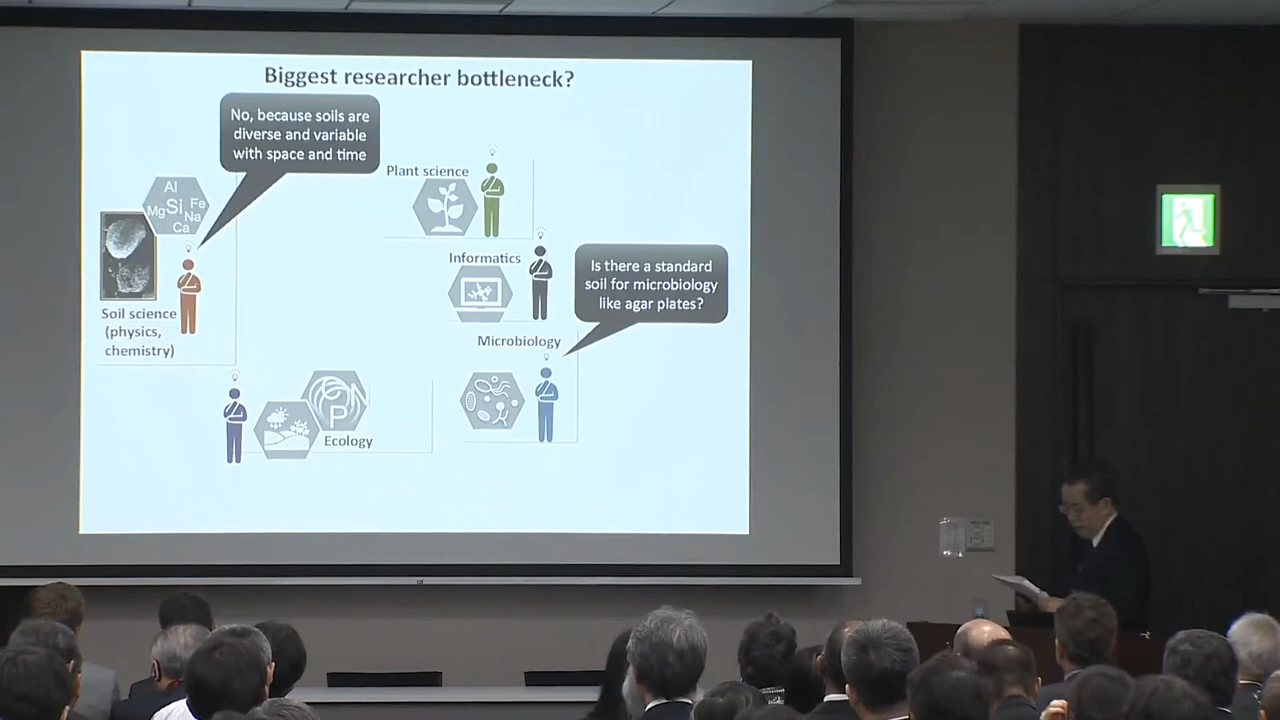 Biggest researcher bottleneck?
No, because soils are
diverse and variable
with space and time
Al
Mg Si Fe
Na
Ca
Soil science
(physics,
chemistry)
Plant science
Informatics
Is there a standard
soil for microbiology
like agar plates?
Microbiology
C O N
P
Ecology